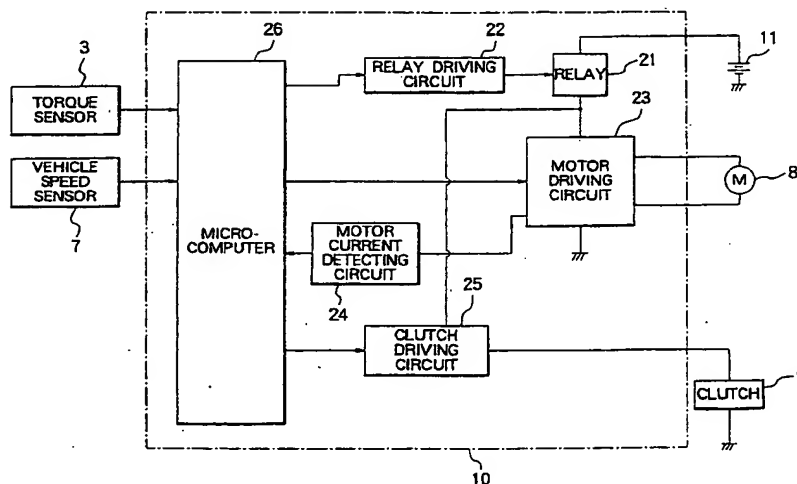 26
22
11
3
RELAY DRIVING
CIRCUIT
RELAY
21
TORQUE
SENSOR
23
VEHICLE
SPEED
SENSOR
7
MOTOR
DRIVING
CIRCUIT
M
8
MICRO-
COMPUTER
MOTOR
CURRENT
DETECTING
CIRCUIT
24
25
CLUTCH
DRIVING
CIRCUIT
CLUTCH
10